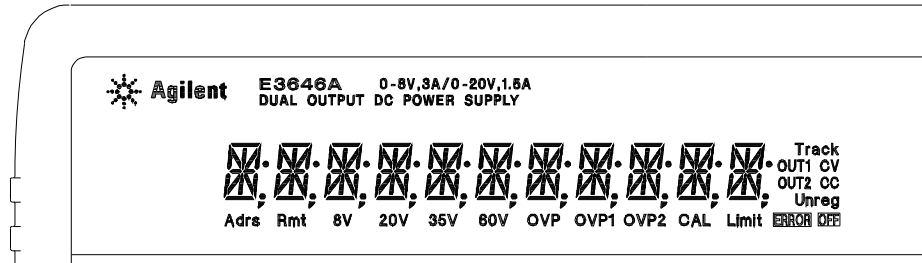 Agilent E3646A 0-8V,3A/0-20V,1.5A
DUAL OUTPUT DC POWER SUPPLY
Track
OUT1 CV
OUT2 CC
Unreg
Adrs Rmt 8V 20V 35V 60V OVP OVP1 OVP2 CAL Limit ERROR OFF